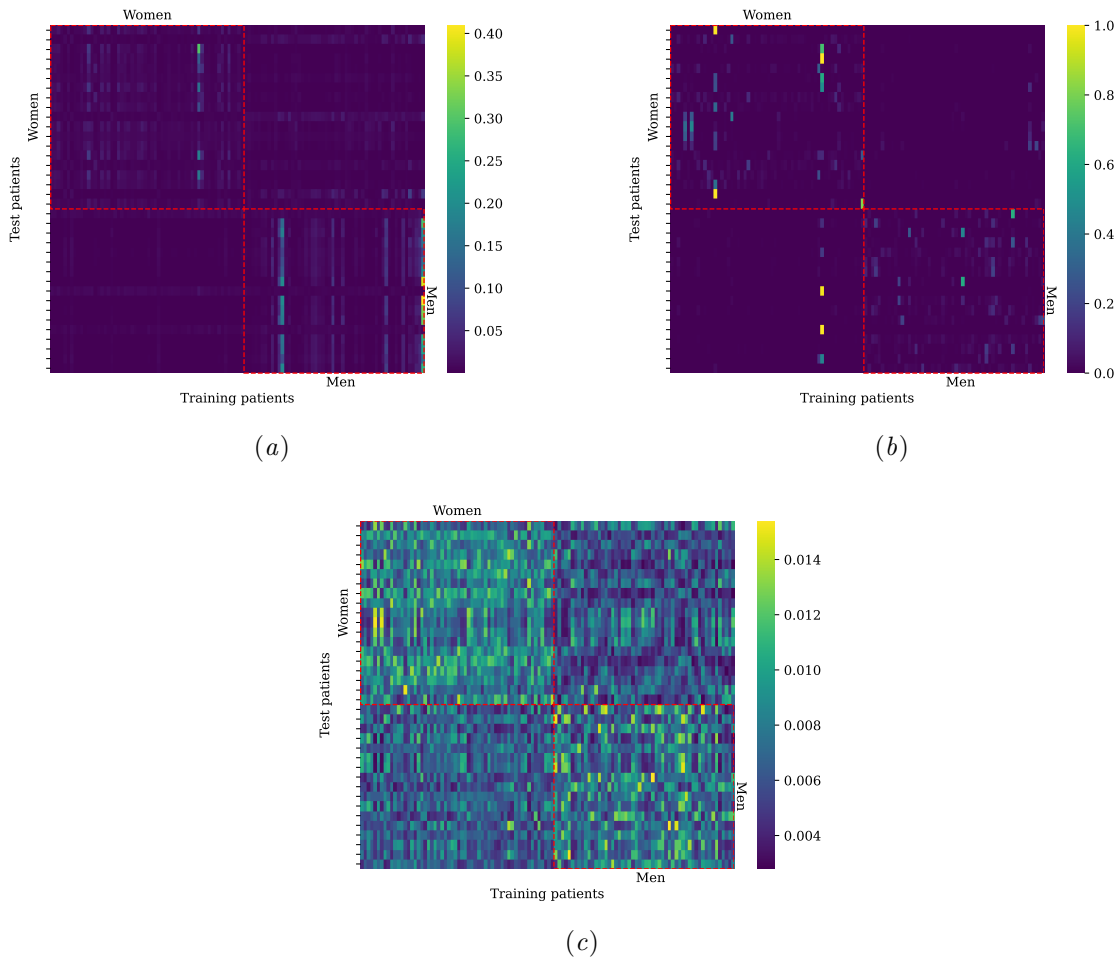 Women
Women
Test patients
Men
Men
Training patients
0.40
0.35
0.30
0.25
0.20
0.15
0.10
0.05
(a)
Women
Women
Test patients
Men
Men
Training patients
1.0
0.8
0.6
0.4
0.2
0.0
(b)
Women
Women
Test patients
Men
Men
Training patients
0.014
0.012
0.010
0.008
0.006
0.004
(c)